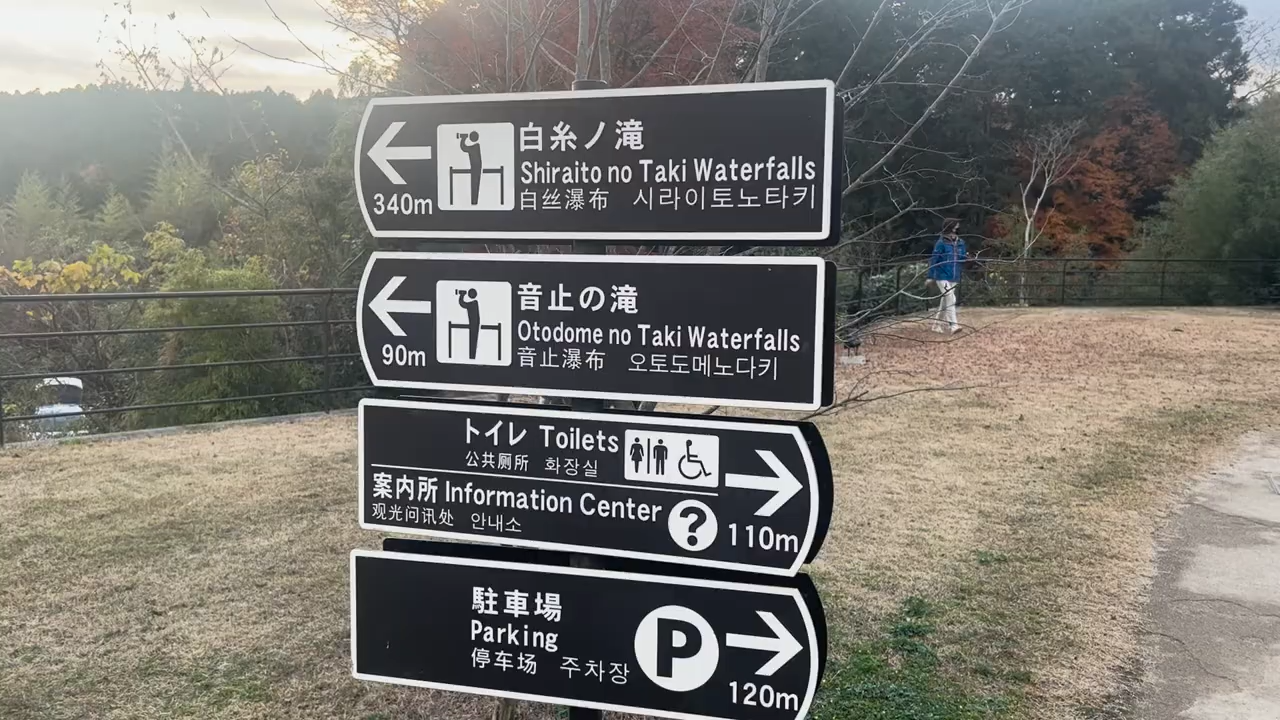 白糸ノ滝
Shiraito no Taki Waterfalls
白丝瀑布 시라이토노타키
340m
音止の滝
Otodome no Taki Waterfalls
音止瀑布 오토도메노다키
90m
トイレ Toilets
公共厕所 화장실
案内所 Information Center
?
观光问讯处 안내소
110m
駐車場
Parking
停车场 주차장
P
120m